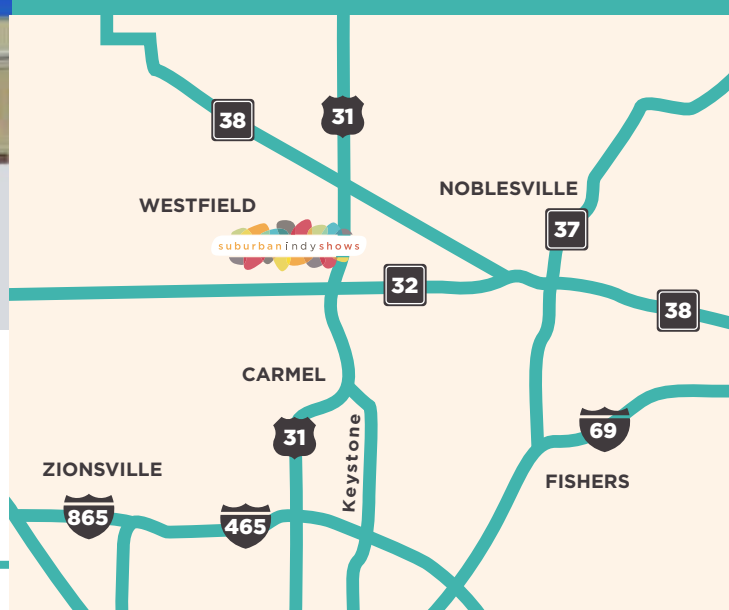 38
31
WESTFIELD
NOBLESVILLE
37
suburbanindyshows
32
38
CARMEL
31
Keystone
69
ZIONSVILLE
FISHERS
865
465